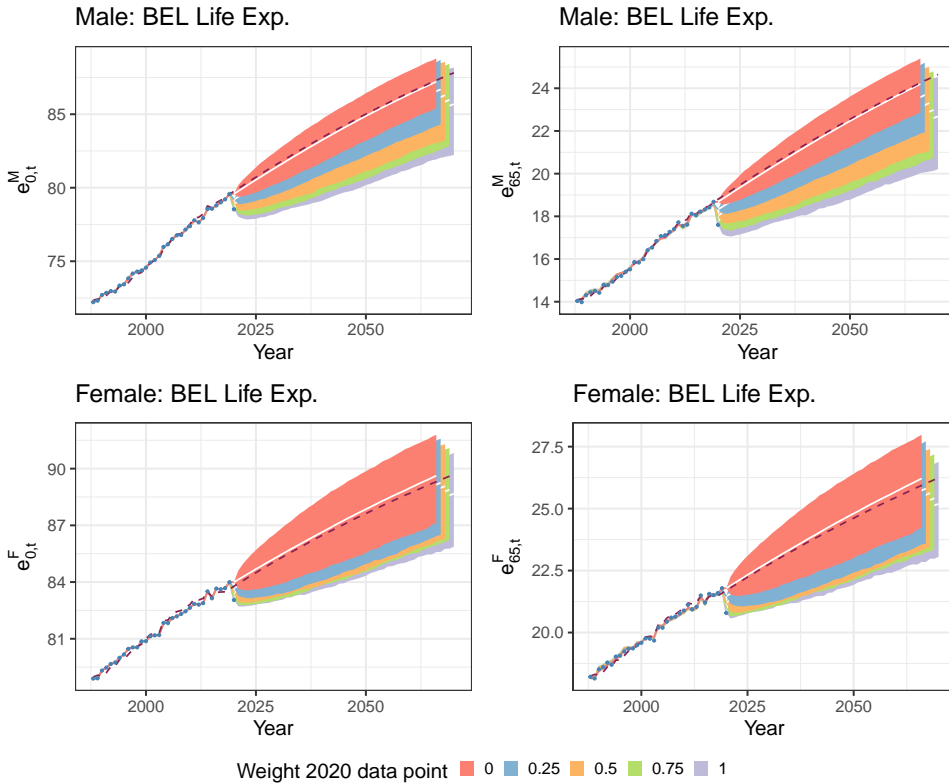 Male: BEL Life Exp.
e^M_0,t
85
80
75
2000 2025 2050
Year
Male: BEL Life Exp.
e^M_65,t
24
22
20
18
16
14
2000 2025 2050
Year
Female: BEL Life Exp.
e^F_0,t
90
87
84
81
2000 2025 2050
Year
Female: BEL Life Exp.
e^F_65,t
27.5
25.0
22.5
20.0
2000 2025 2050
Year
Weight 2020 data point 0 0.25 0.5 0.75 1